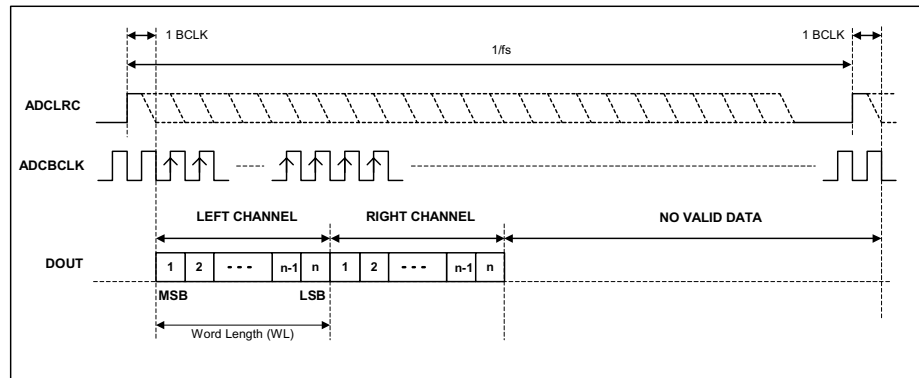 1 BCLK
1 BCLK
1/fs
ADCLRC
ADCBCLK
LEFT CHANNEL
RIGHT CHANNEL
NO VALID DATA
DOUT
1 2 - - - n-1 n 1 2 - - - n-1 n
MSB
LSB
Word Length (WL)